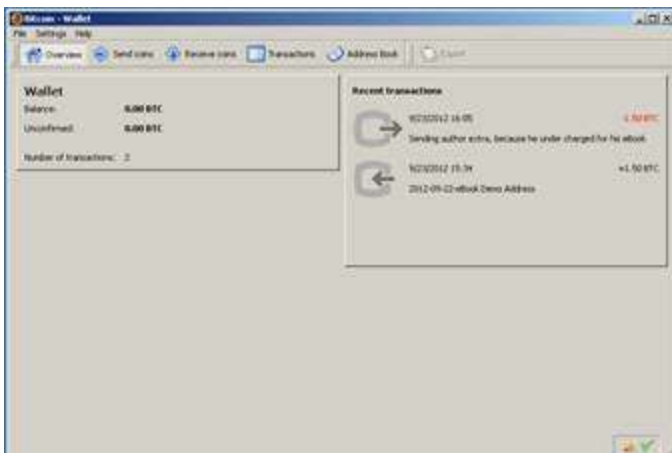 Bitcoin - Wallet
File Settings Help
Overview Send coins Receive coins Transactions Address Book Export
Wallet
Balance: 0.00 BTC
Unconfirmed: 0.00 BTC
Number of transactions: 2
Recent transactions
9/23/2012 16:05 -1.50 BTC
Sending author extra, because he under charged for his eBook.
9/23/2012 15:34 +1.50 BTC
2012-09-22-eBook Demo Address